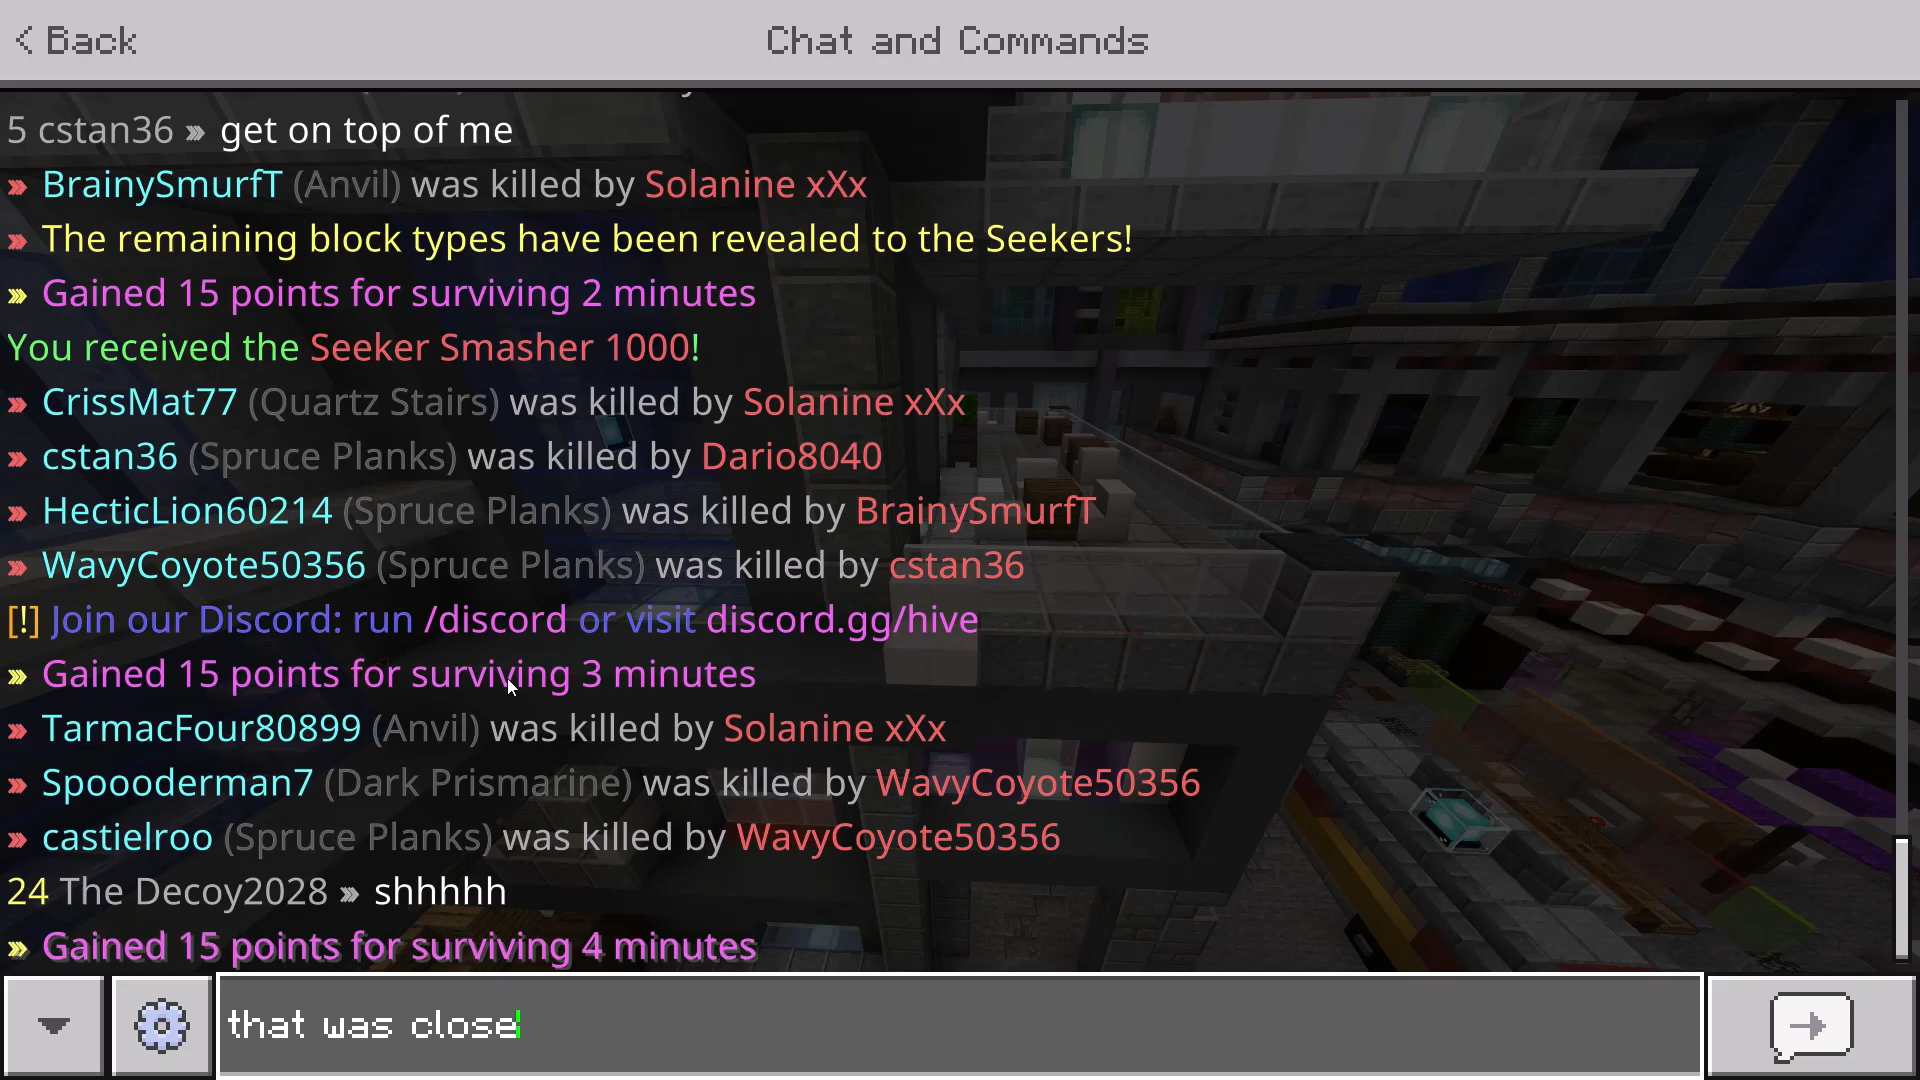 Back
Chat and Commands
5 cstan36 » get on top of me
» BrainySmurfT (Anvil) was killed by Solanine xXx
» The remaining block types have been revealed to the Seekers!
» Gained 15 points for surviving 2 minutes
You received the Seeker Smasher 1000!
» CrissMat77 (Quartz Stairs) was killed by Solanine xXx
» cstan36 (Spruce Planks) was killed by Dario8040
» HecticLion60214 (Spruce Planks) was killed by BrainySmurfT
» WavyCoyote50356 (Spruce Planks) was killed by cstan36
[!] Join our Discord: run /discord or visit discord.gg/hive
» Gained 15 points for surviving 3 minutes
» TarmacFour80899 (Anvil) was killed by Solanine xXx
» Spoooderman7 (Dark Prismarine) was killed by WavyCoyote50356
» castielroo (Spruce Planks) was killed by WavyCoyote50356
24 The Decoy2028 » shhhhh
» Gained 15 points for surviving 4 minutes
that was close